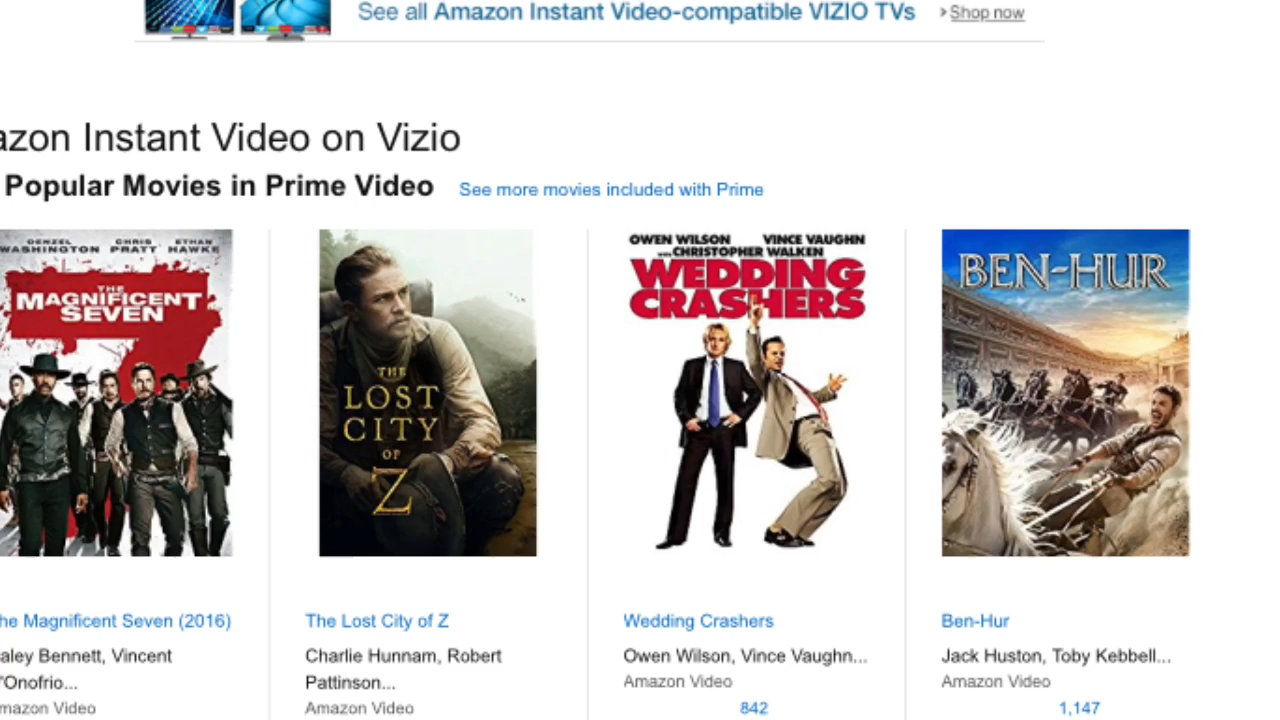 See all Amazon Instant Video-compatible VIZIO TVs › Shop now
azon Instant Video on Vizio
Popular Movies in Prime Video See more movies included with Prime
DENZEL WASHINGTON CHRIS PRATT ETHAN HAWKE
THE
MAGNIFICENT
SEVEN
THE
LOST
CITY
OF
Z
OWEN WILSON VINCE VAUGHN
WITH CHRISTOPHER WALKEN
WEDDING
CRASHERS
BEN-HUR
he Magnificent Seven (2016)
aley Bennett, Vincent
'Onofrio...
mazon Video
The Lost City of Z
Charlie Hunnam, Robert
Pattinson...
Amazon Video
Wedding Crashers
Owen Wilson, Vince Vaughn...
Amazon Video
842
Ben-Hur
Jack Huston, Toby Kebbell...
Amazon Video
1,147